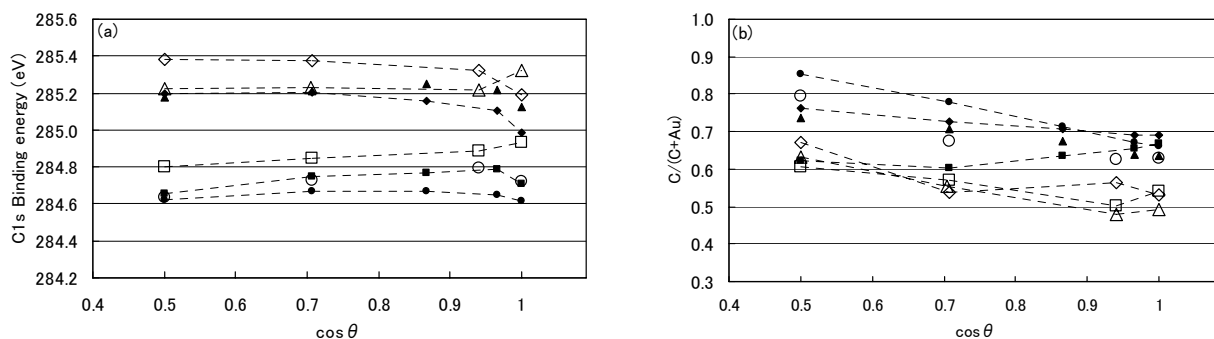 (a)
285.6
285.4
285.2
285.0
284.8
284.6
284.4
284.2
C1s Binding energy (eV)
0.4 0.5 0.6 0.7 0.8 0.9 1
cos θ
(b)
1.0
0.9
0.8
0.7
0.6
0.5
0.4
0.3
C/(C+Au)
0.4 0.5 0.6 0.7 0.8 0.9 1
cos θ